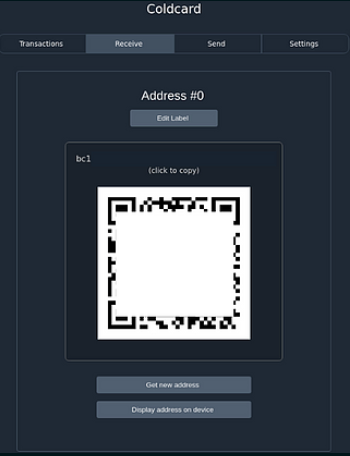 Coldcard
Transactions Receive Send Settings
Address #0
Edit Label
bc1
(click to copy)
Get new address
Display address on device